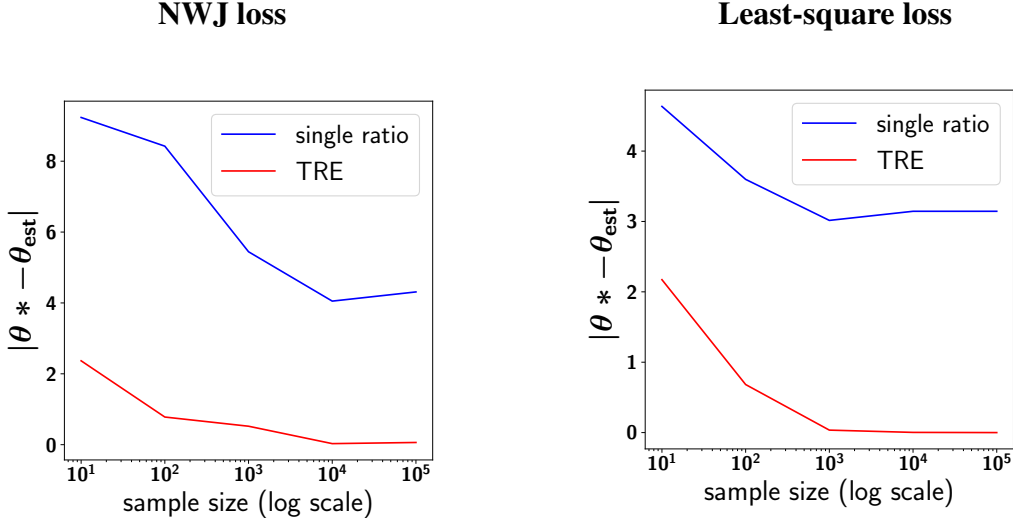 NWJ loss
|θ * −θest|
8
6
4
2
0
single ratio
TRE
10¹ 10² 10³ 10⁴ 10⁵
sample size (log scale)
Least-square loss
|θ * −θest|
4
3
2
1
0
single ratio
TRE
10¹ 10² 10³ 10⁴ 10⁵
sample size (log scale)